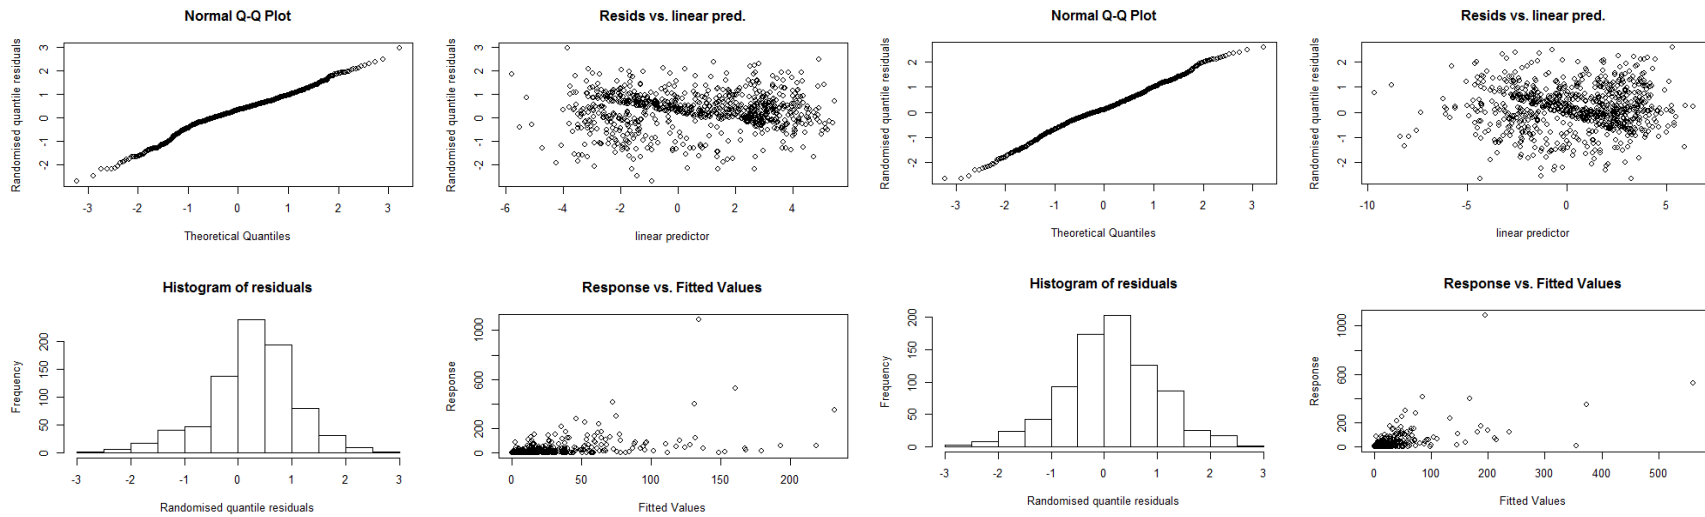 Normal Q-Q Plot
Randomised quantile residuals
3
2
1
0
-1
-2
-3 -2 -1 0 1 2 3
Theoretical Quantiles
Resids vs. linear pred.
Randomised quantile residuals
3
2
1
0
-1
-2
-6 -4 -2 0 2 4
linear predictor
Normal Q-Q Plot
Randomised quantile residuals
2
1
0
-1
-2
-3 -2 -1 0 1 2 3
Theoretical Quantiles
Resids vs. linear pred.
Randomised quantile residuals
2
1
0
-1
-2
-10 -5 0 5
linear predictor
Histogram of residuals
Frequency
200
150
100
50
0
-3 -2 -1 0 1 2 3
Randomised quantile residuals
Response vs. Fitted Values
Response
1000
600
200
0
0 50 100 150 200
Fitted Values
Histogram of residuals
Frequency
200
150
100
50
0
-3 -2 -1 0 1 2 3
Randomised quantile residuals
Response vs. Fitted Values
Response
1000
600
200
0
0 100 200 300 400 500
Fitted Values